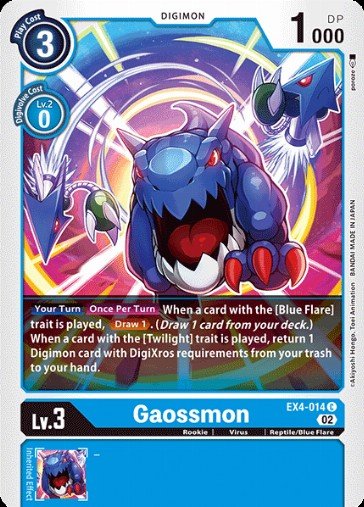 DIGIMON
Play Cost
3
DP
1000
Digivolve Cost
Lv.2
0
Your Turn Once Per Turn When a card with the [Blue Flare]
trait is played, Draw 1. (Draw 1 card from your deck.)
When a card with the [Twilight] trait is played, return 1
Digimon card with DigiXros requirements from your trash
to your hand.
©Akiyoshi Hongo, Toei Animation BANDAI MADE IN JAPAN
EX4-014 C
Lv.3
Gaossmon
02
Rookie | Virus | Reptile/Blue Flare
Inherited Effect
-